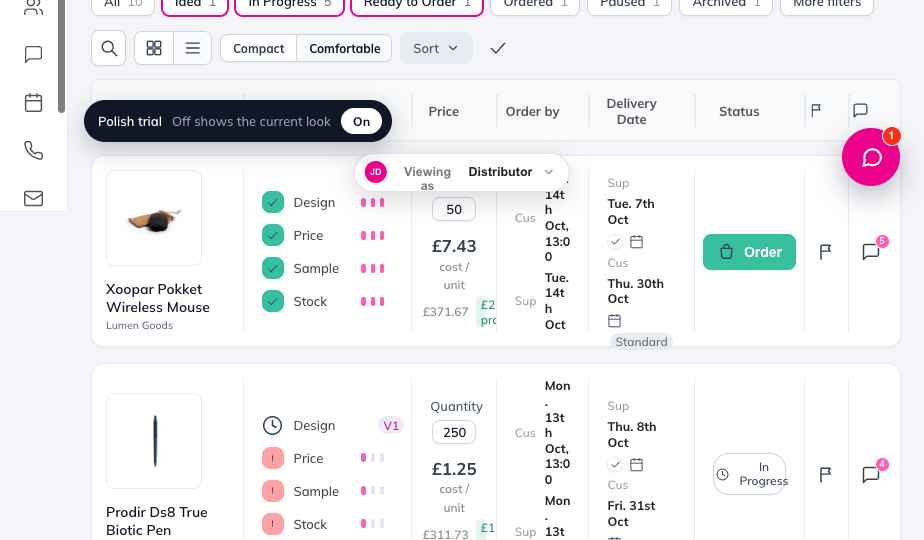 All 10 Idea 1 In Progress 5 Ready to Order 1 Ordered 1 Paused 1 Archived 1 More filters
Compact Comfortable Sort
Polish trial Off shows the current look On
Price Order by Delivery Date Status
1
JD Viewing as Distributor
Design
Price
Sample
Stock
Xoopar Pokket
Wireless Mouse
Lumen Goods
50
£7.43
cost /
unit
£371.67
Cus
14t
h
Oct,
13:0
0
Sup
Tue.
14t
h
Oct
Sup
Tue. 7th
Oct
Cus
Thu. 30th
Oct
Standard
Order
5
Design V1
Price
Sample
Stock
Prodir Ds8 True
Biotic Pen
Quantity
250
£1.25
cost /
unit
£311.73
Cus
Mon
.
13t
h
Oct,
13:0
0
Sup
Mon
.
13t
Sup
Thu. 8th
Oct
Cus
Fri. 31st
Oct
In
Progress
4